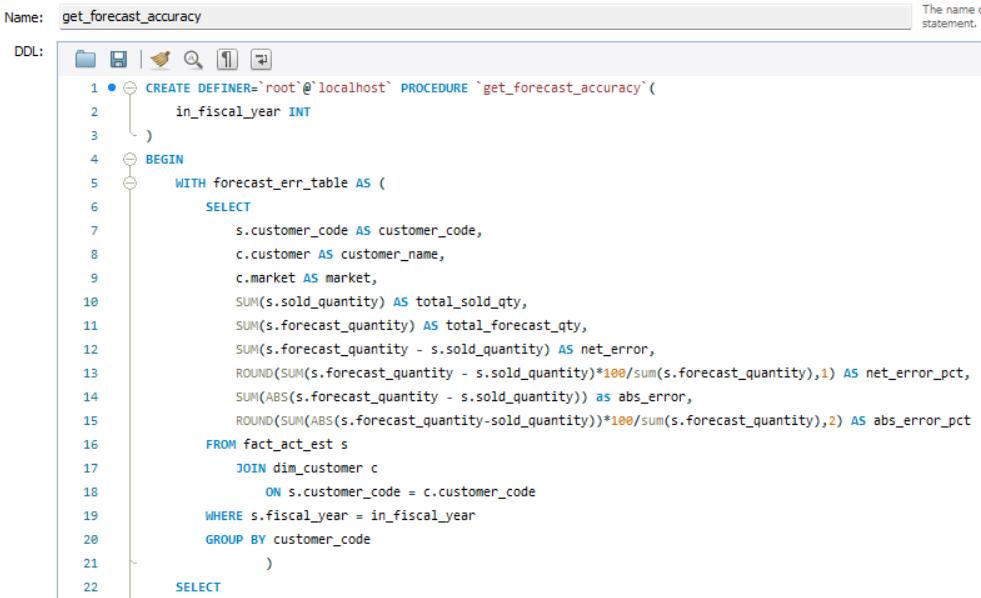 Name: get_forecast_accuracy
The name
statement.
DDL:
1 CREATE DEFINER=`root`@`localhost` PROCEDURE `get_forecast_accuracy`(
2 in_fiscal_year INT
3 )
4 BEGIN
5 WITH forecast_err_table AS (
6 SELECT
7 s.customer_code AS customer_code,
8 c.customer AS customer_name,
9 c.market AS market,
10 SUM(s.sold_quantity) AS total_sold_qty,
11 SUM(s.forecast_quantity) AS total_forecast_qty,
12 SUM(s.forecast_quantity - s.sold_quantity) AS net_error,
13 ROUND(SUM(s.forecast_quantity - s.sold_quantity)*100/sum(s.forecast_quantity),1) AS net_error_pct,
14 SUM(ABS(s.forecast_quantity - s.sold_quantity)) as abs_error,
15 ROUND(SUM(ABS(s.forecast_quantity-sold_quantity))*100/sum(s.forecast_quantity),2) AS abs_error_pct
16 FROM fact_act_est s
17 JOIN dim_customer c
18 ON s.customer_code = c.customer_code
19 WHERE s.fiscal_year = in_fiscal_year
20 GROUP BY customer_code
21 )
22 SELECT